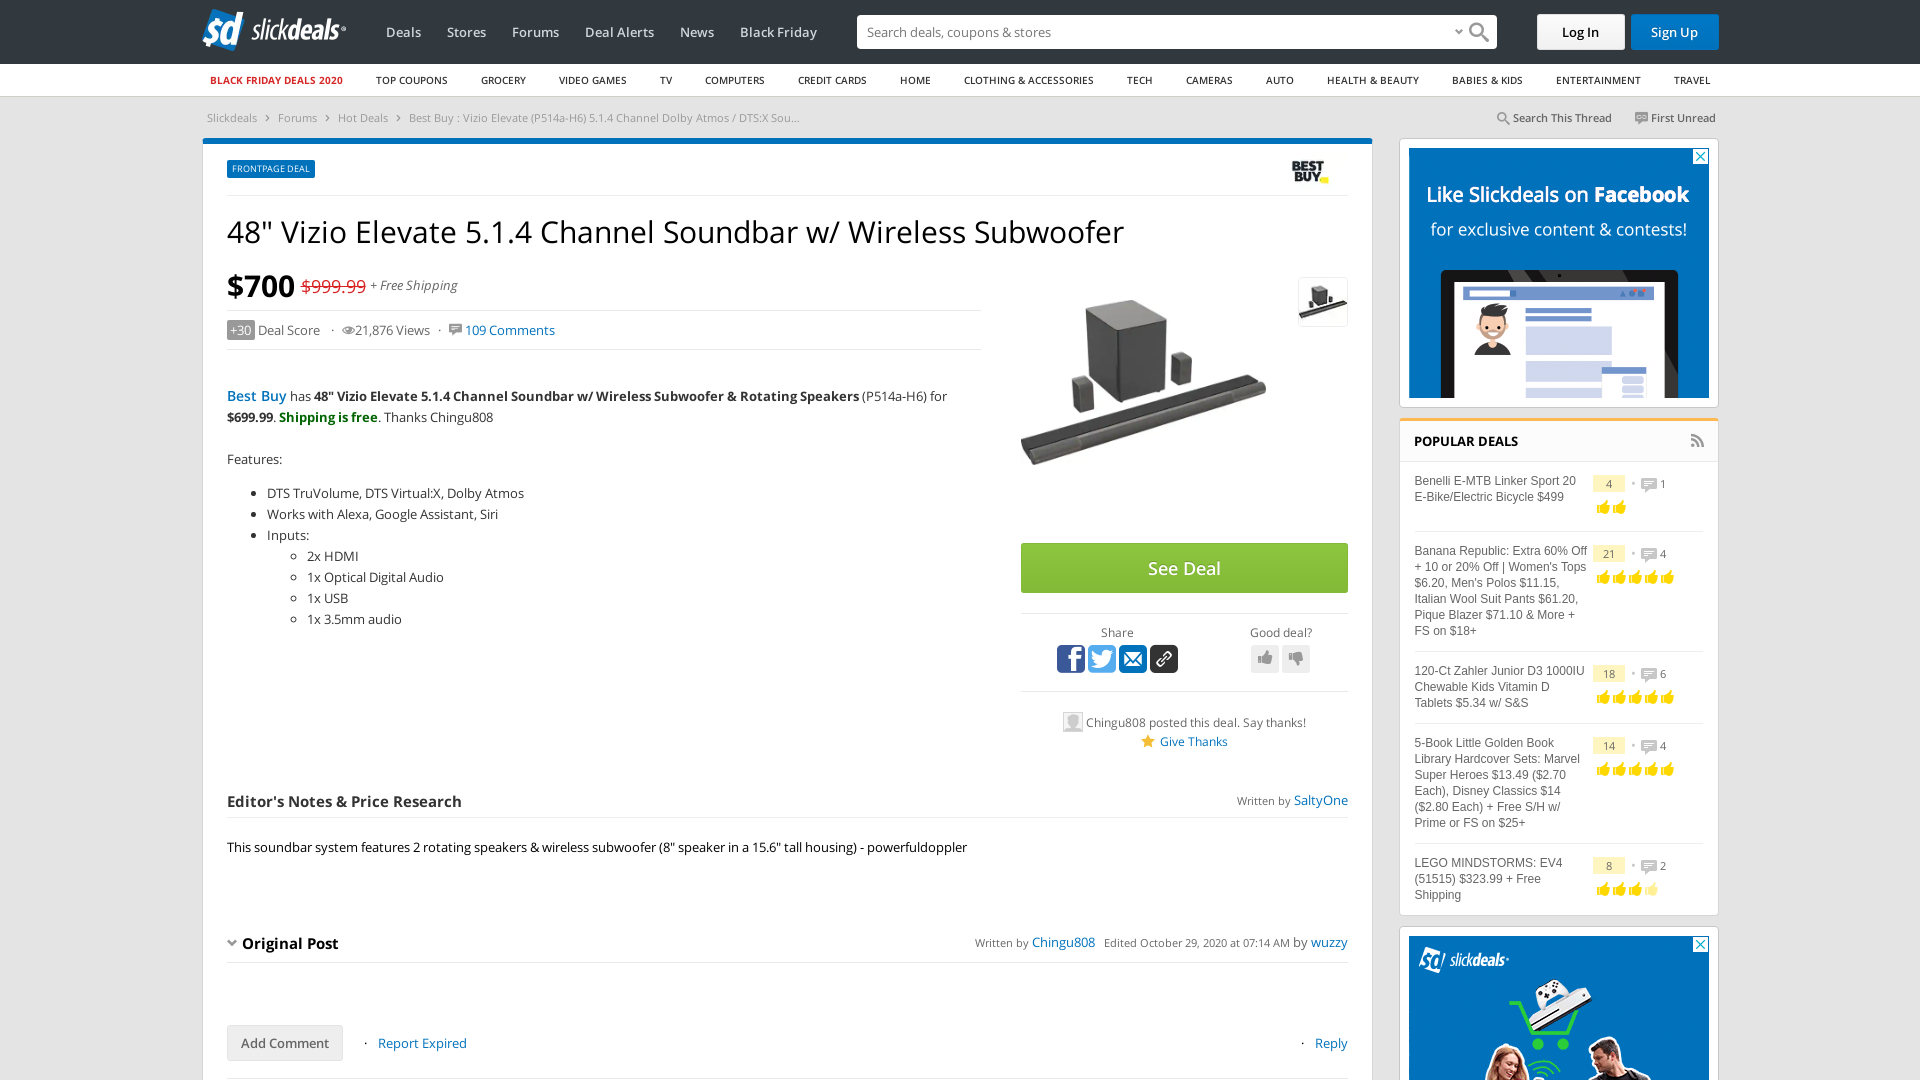 slickdeals
Deals
Stores
Forums
Deal Alerts
News
Black Friday
Search deals, coupons & stores
Log In
Sign Up
BLACK FRIDAY DEALS 2020
TOP COUPONS
GROCERY
VIDEO GAMES
TV
COMPUTERS
CREDIT CARDS
HOME
CLOTHING & ACCESSORIES
TECH
CAMERAS
AUTO
HEALTH & BEAUTY
BABIES & KIDS
ENTERTAINMENT
TRAVEL
Slickdeals › Forums › Hot Deals › Best Buy : Vizio Elevate (P514a-H6) 5.1.4 Channel Dolby Atmos / DTS:X Sou...
Search This Thread
First Unread
FRONTPAGE DEAL
BEST
BUY
48" Vizio Elevate 5.1.4 Channel Soundbar w/ Wireless Subwoofer
$700 $999.99 + Free Shipping
+30 Deal Score · 21,876 Views · 109 Comments
Best Buy has 48" Vizio Elevate 5.1.4 Channel Soundbar w/ Wireless Subwoofer & Rotating Speakers (P514a-H6) for
$699.99. Shipping is free. Thanks Chingu808
Features:
DTS TruVolume, DTS Virtual:X, Dolby Atmos
Works with Alexa, Google Assistant, Siri
Inputs:
2x HDMI
1x Optical Digital Audio
1x USB
1x 3.5mm audio
See Deal
Share
Good deal?
Chingu808 posted this deal. Say thanks!
Give Thanks
Editor's Notes & Price Research
Written by SaltyOne
This soundbar system features 2 rotating speakers & wireless subwoofer (8" speaker in a 15.6" tall housing) - powerfuldoppler
Original Post
Written by Chingu808 Edited October 29, 2020 at 07:14 AM by wuzzy
Add Comment · Report Expired
· Reply
Like Slickdeals on Facebook
for exclusive content & contests!
POPULAR DEALS
Benelli E-MTB Linker Sport 20
E-Bike/Electric Bicycle $499
4 • 1
Banana Republic: Extra 60% Off
+ 10 or 20% Off | Women's Tops
$6.20, Men's Polos $11.15,
Italian Wool Suit Pants $61.20,
Pique Blazer $71.10 & More +
FS on $18+
21 • 4
120-Ct Zahler Junior D3 1000IU
Chewable Kids Vitamin D
Tablets $5.34 w/ S&S
18 • 6
5-Book Little Golden Book
Library Hardcover Sets: Marvel
Super Heroes $13.49 ($2.70
Each), Disney Classics $14
($2.80 Each) + Free S/H w/
Prime or FS on $25+
14 • 4
LEGO MINDSTORMS: EV4
(51515) $323.99 + Free
Shipping
8 • 2
slickdeals